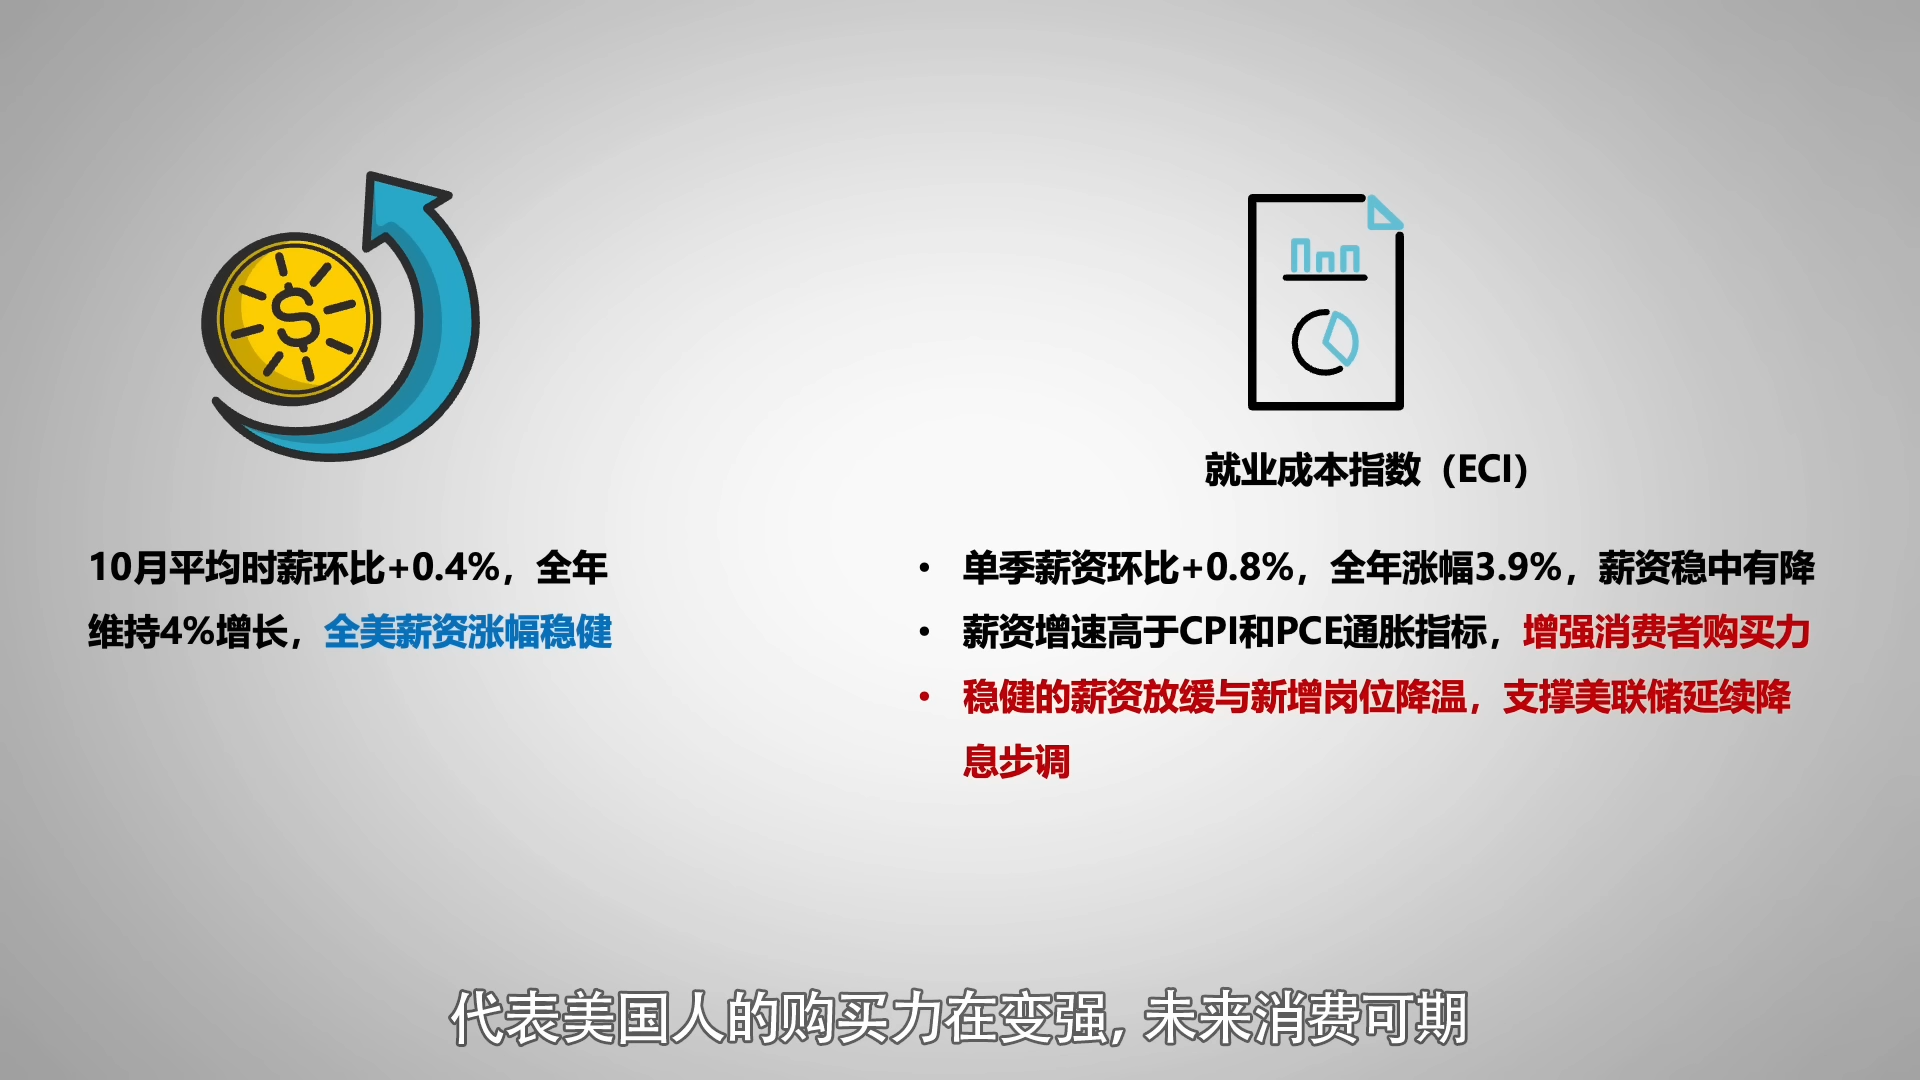 10月平均时薪环比+0.4%，全年
维持4%增长，全美薪资涨幅稳健
就业成本指数（ECI）
• 单季薪资环比+0.8%，全年涨幅3.9%，薪资稳中有降
• 薪资增速高于CPI和PCE通胀指标，增强消费者购买力
• 稳健的薪资放缓与新增岗位降温，支撑美联储延续降
息步调
代表美国人的购买力在变强，未来消费可期